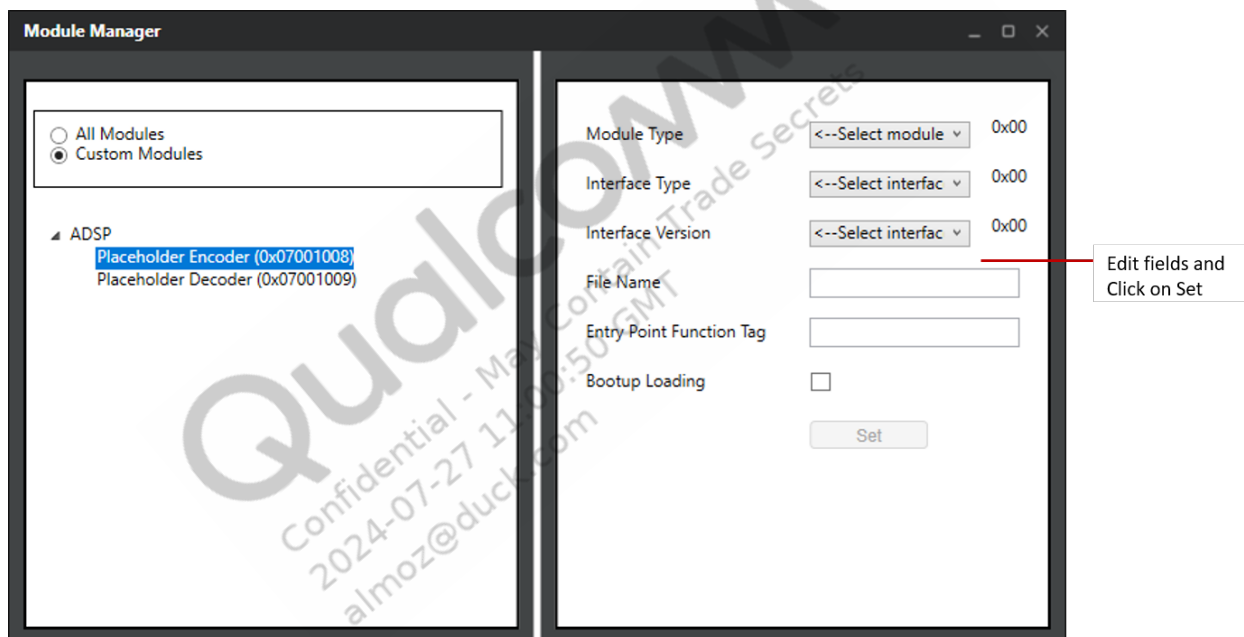 Module Manager
All Modules
Custom Modules
ADSP
Placeholder Encoder (0x07001008)
Placeholder Decoder (0x07001009)
Module Type
<--Select module
0x00
Interface Type
<--Select interfac
0x00
Interface Version
<--Select interfac
0x00
File Name
Entry Point Function Tag
Bootup Loading
Set
Edit fields and
Click on Set
Qualcomm
Confidential - May Contain Trade Secrets
2024-07-27 11:00:50 GMT
almoz@duck.com